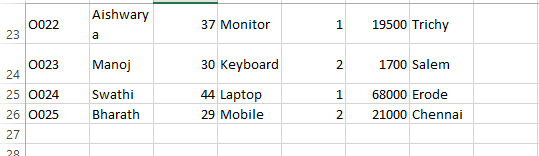 23 O022 Aishwary
a 37 Monitor 1 19500 Trichy
24 O023 Manoj 30 Keyboard 2 1700 Salem
25 O024 Swathi 44 Laptop 1 68000 Erode
26 O025 Bharath 29 Mobile 2 21000 Chennai
27
28